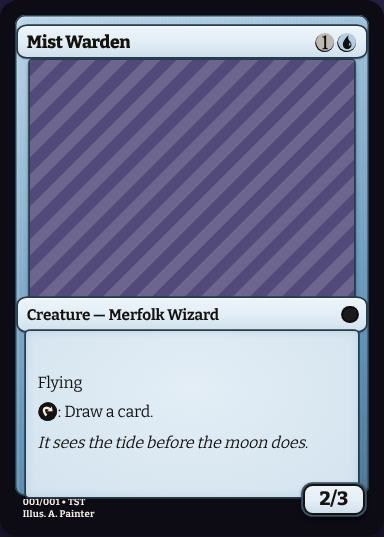 Mist Warden 1
Creature — Merfolk Wizard
Flying
: Draw a card.
It sees the tide before the moon does.
2/3
001/001 • TST
Illus. A. Painter